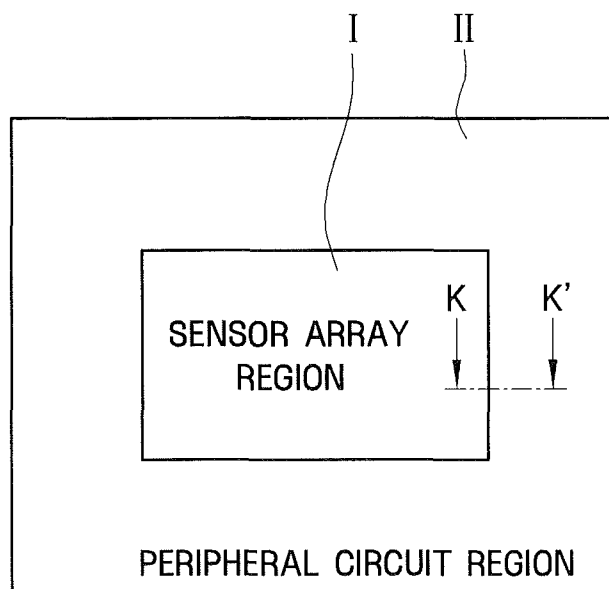 I II
SENSOR ARRAY
REGION
K K'
PERIPHERAL CIRCUIT REGION